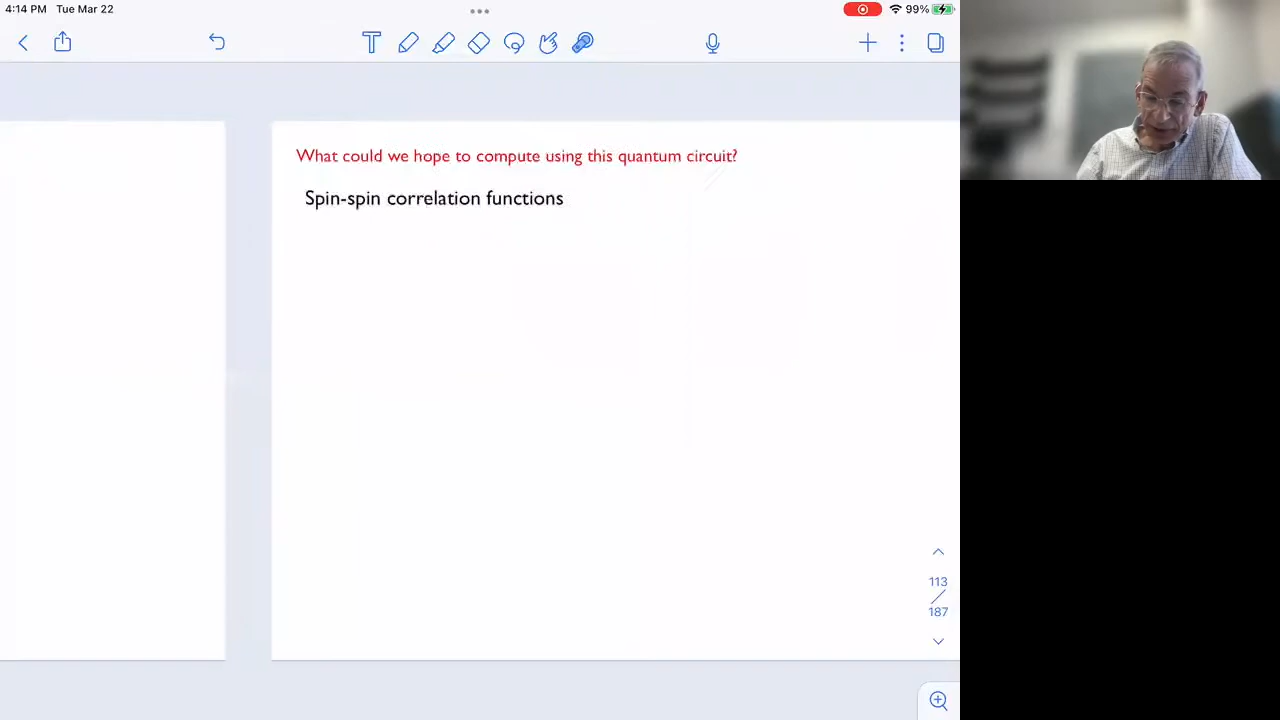 4:14 PM Tue Mar 22
99%
What could we hope to compute using this quantum circuit?
Spin-spin correlation functions
113
187